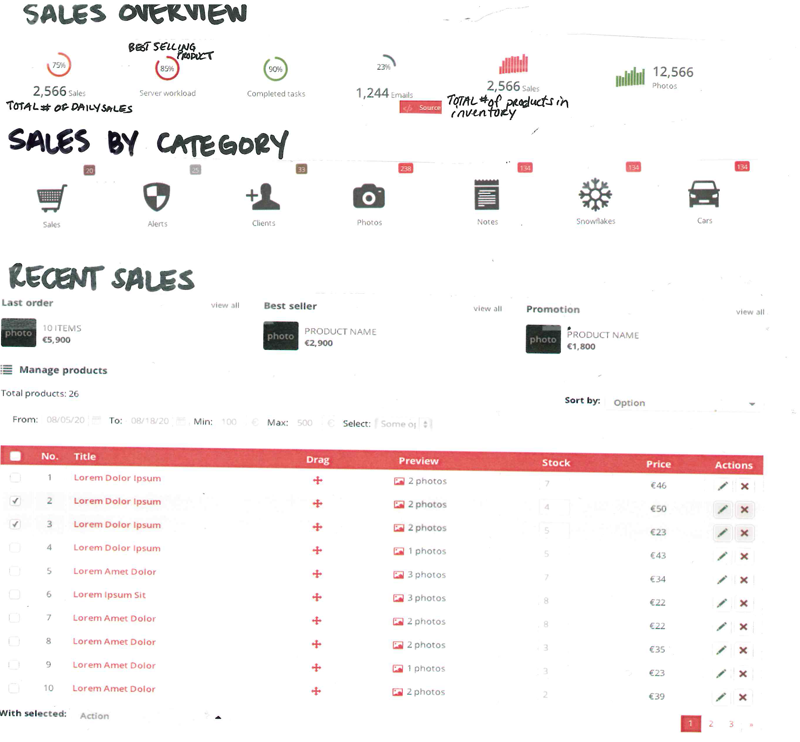 SALES OVERVIEW
BEST SELLING
PRODUCT
75%
85%
90%
23%
2,566 Sales
Server workload
Completed tasks
1,244 Emails
2,566 Sales
12,566
Photos
TOTAL # OF DAILY SALES
</> Source
TOTAL # of products in
inventory
SALES BY CATEGORY
20
33
238
134
134
134
Sales
Alerts
Clients
Photos
Notes
Snowflakes
Cars
RECENT SALES
Last order view all
photo
10 ITEMS
€5,900
Best seller view all
photo
PRODUCT NAME
€2,900
Promotion view all
photo
PRODUCT NAME
€1,800
Manage products
Total products: 26
Sort by: Option
From: 08/05/20 To: 08/18/20 Min: 100 € Max: 500 € Select: Some op
No. Title Drag Preview Stock Price Actions
1 Lorem Dolor Ipsum 2 photos 7 €46
2 Lorem Dolor Ipsum 2 photos 4 €50
3 Lorem Dolor Ipsum 2 photos 5 €23
4 Lorem Dolor Ipsum 1 photos 5 €43
5 Lorem Amet Dolor 3 photos 7 €34
6 Lorem Ipsum Sit 3 photos 8 €22
7 Lorem Amet Dolor 2 photos 8 €22
8 Lorem Amet Dolor 2 photos 3 €35
9 Lorem Amet Dolor 1 photos 3 €23
10 Lorem Amet Dolor 2 photos 2 €39
With selected: Action
1 2 3 »